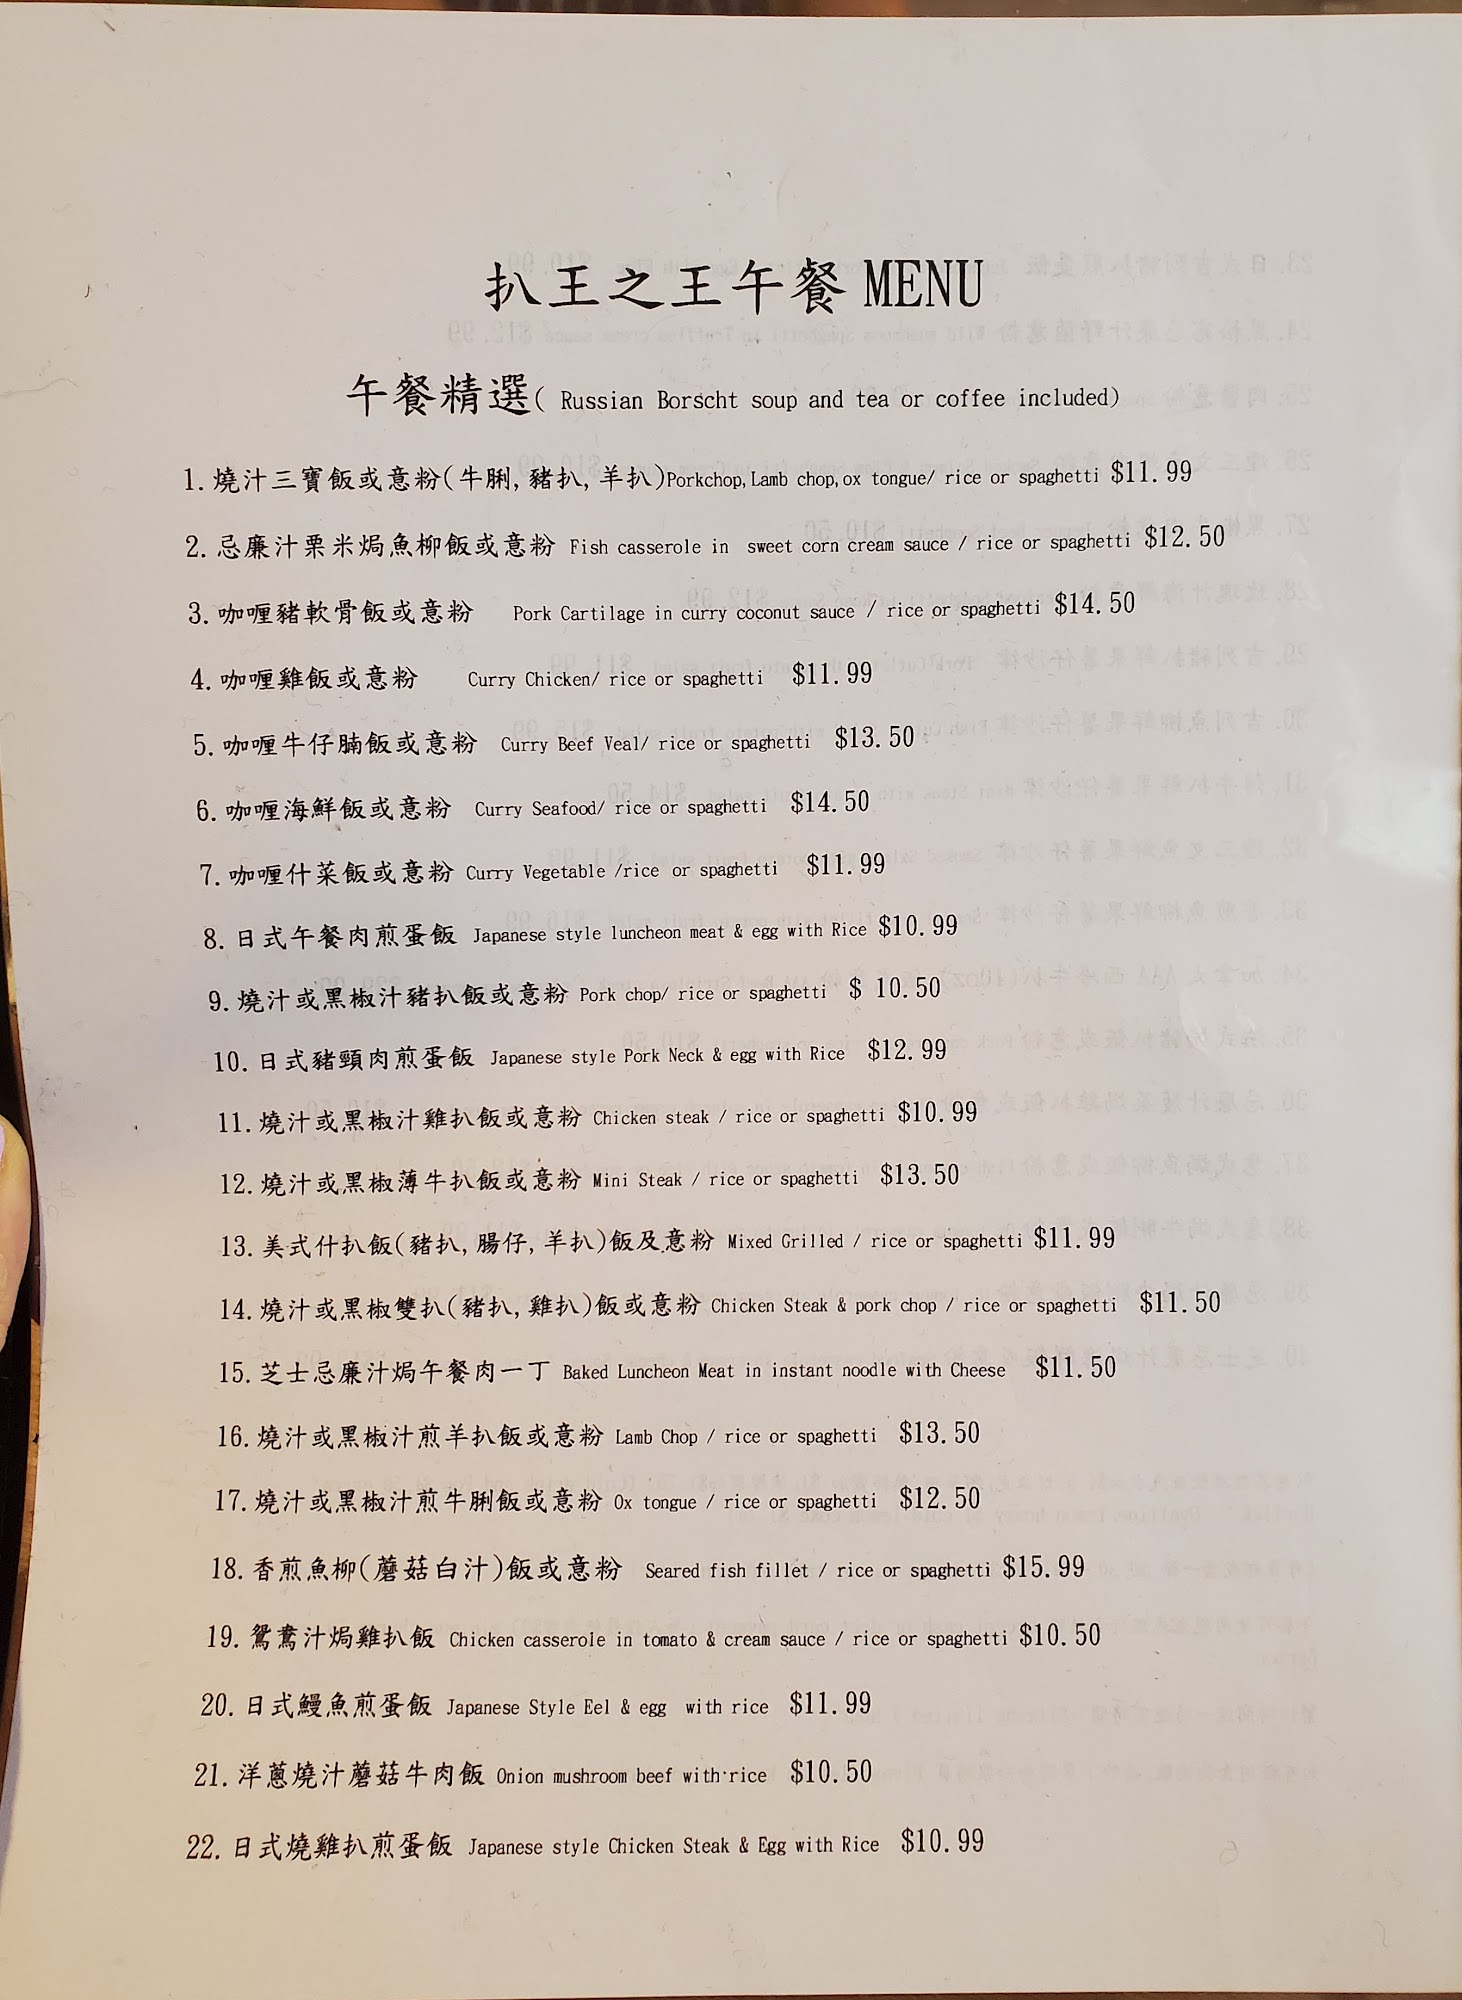 扒王之王午餐 MENU
午餐精選( Russian Borscht soup and tea or coffee included)
1. 燒汁三寶飯或意粉(牛脷, 豬扒, 羊扒)Porkchop, Lamb chop, ox tongue/ rice or spaghetti $11.99
2. 忌廉汁栗米焗魚柳飯或意粉 Fish casserole in sweet corn cream sauce / rice or spaghetti $12.50
3. 咖喱豬軟骨飯或意粉 Pork Cartilage in curry coconut sauce / rice or spaghetti $14.50
4. 咖喱雞飯或意粉 Curry Chicken/ rice or spaghetti $11.99
5. 咖喱牛仔腩飯或意粉 Curry Beef Veal/ rice or spaghetti $13.50
6. 咖喱海鮮飯或意粉 Curry Seafood/ rice or spaghetti $14.50
7. 咖喱什菜飯或意粉 Curry Vegetable /rice or spaghetti $11.99
8. 日式午餐肉煎蛋飯 Japanese style luncheon meat & egg with Rice $10.99
9. 燒汁或黑椒汁豬扒飯或意粉 Pork chop/ rice or spaghetti $ 10.50
10. 日式豬頸肉煎蛋飯 Japanese style Pork Neck & egg with Rice $12.99
11. 燒汁或黑椒汁雞扒飯或意粉 Chicken steak / rice or spaghetti $10.99
12. 燒汁或黑椒薄牛扒飯或意粉 Mini Steak / rice or spaghetti $13.50
13. 美式什扒飯(豬扒, 腸仔, 羊扒)飯及意粉 Mixed Grilled / rice or spaghetti $11.99
14. 燒汁或黑椒雙扒(豬扒, 雞扒)飯或意粉 Chicken Steak & pork chop / rice or spaghetti $11.50
15. 芝士忌廉汁焗午餐肉一丁 Baked Luncheon Meat in instant noodle with Cheese $11.50
16. 燒汁或黑椒汁煎羊扒飯或意粉 Lamb Chop / rice or spaghetti $13.50
17. 燒汁或黑椒汁煎牛脷飯或意粉 Ox tongue / rice or spaghetti $12.50
18. 香煎魚柳(蘑菇白汁)飯或意粉 Seared fish fillet / rice or spaghetti $15.99
19. 鴛鴦汁焗雞扒飯 Chicken casserole in tomato & cream sauce / rice or spaghetti $10.50
20. 日式鰻魚煎蛋飯 Japanese Style Eel & egg with rice $11.99
21. 洋蔥燒汁蘑菇牛肉飯 Onion mushroom beef with rice $10.50
22. 日式燒雞扒煎蛋飯 Japanese style Chicken Steak & Egg with Rice $10.99